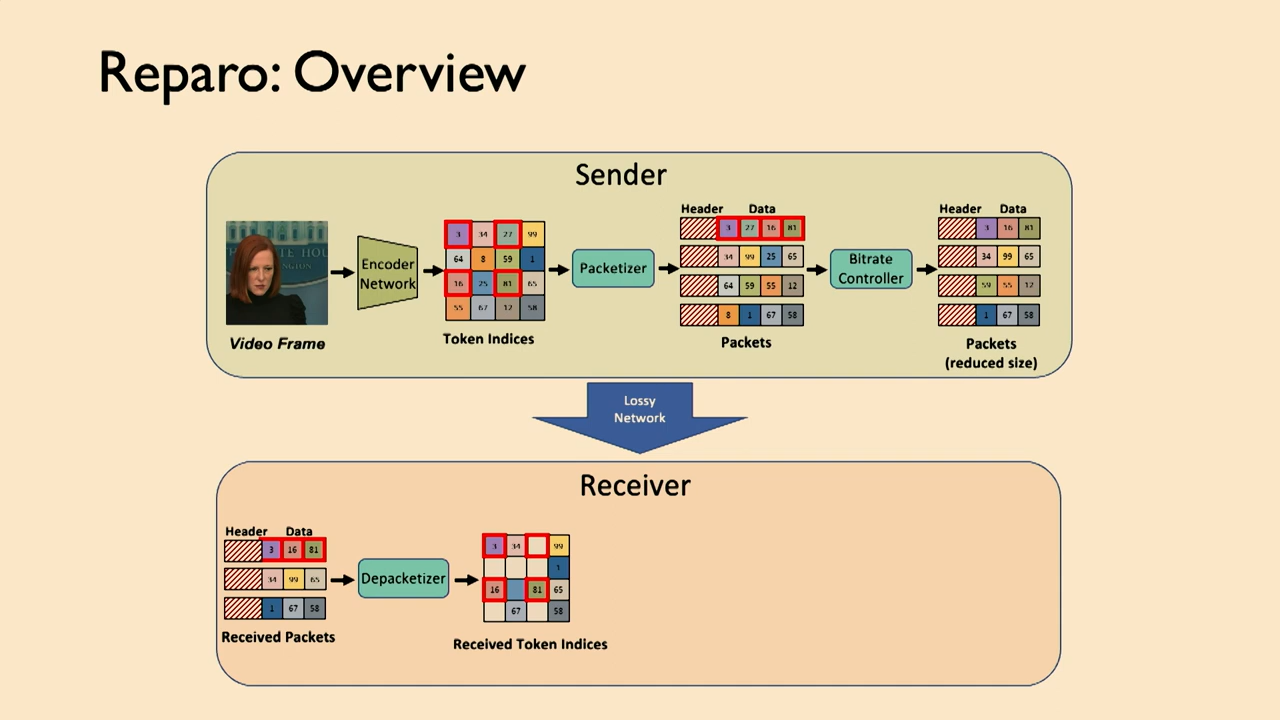 Reparo: Overview
Sender
THE WHITE HOU
NGTON
Video Frame
Encoder
Network
3 34 27 99
64 8 59 1
16 25 81 65
55 67 12 58
Token Indices
Packetizer
Header Data
3 27 16 81
34 99 25 65
64 59 55 12
8 1 67 58
Packets
Bitrate
Controller
Header Data
3 16 81
34 99 65
59 55 12
1 67 58
Packets
(reduced size)
Lossy
Network
Receiver
Header Data
3 16 81
34 99 65
1 67 58
Received Packets
Depacketizer
3 34 99
1
16 81 65
67 58
Received Token Indices